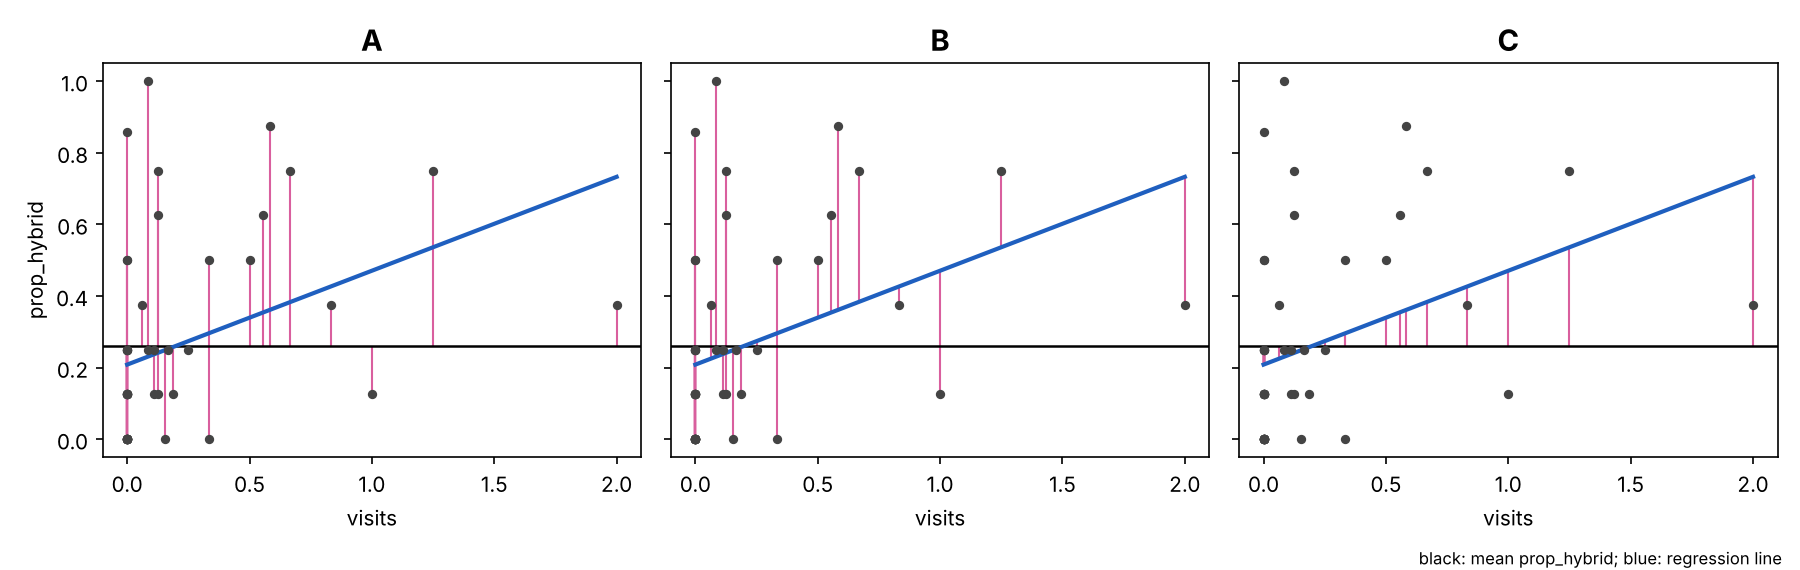 A B C
prop_hybrid
1.0
0.8
0.6
0.4
0.2
0.0
0.0 0.5 1.0 1.5 2.0 0.0 0.5 1.0 1.5 2.0 0.0 0.5 1.0 1.5 2.0
visits visits visits
black: mean prop_hybrid; blue: regression line